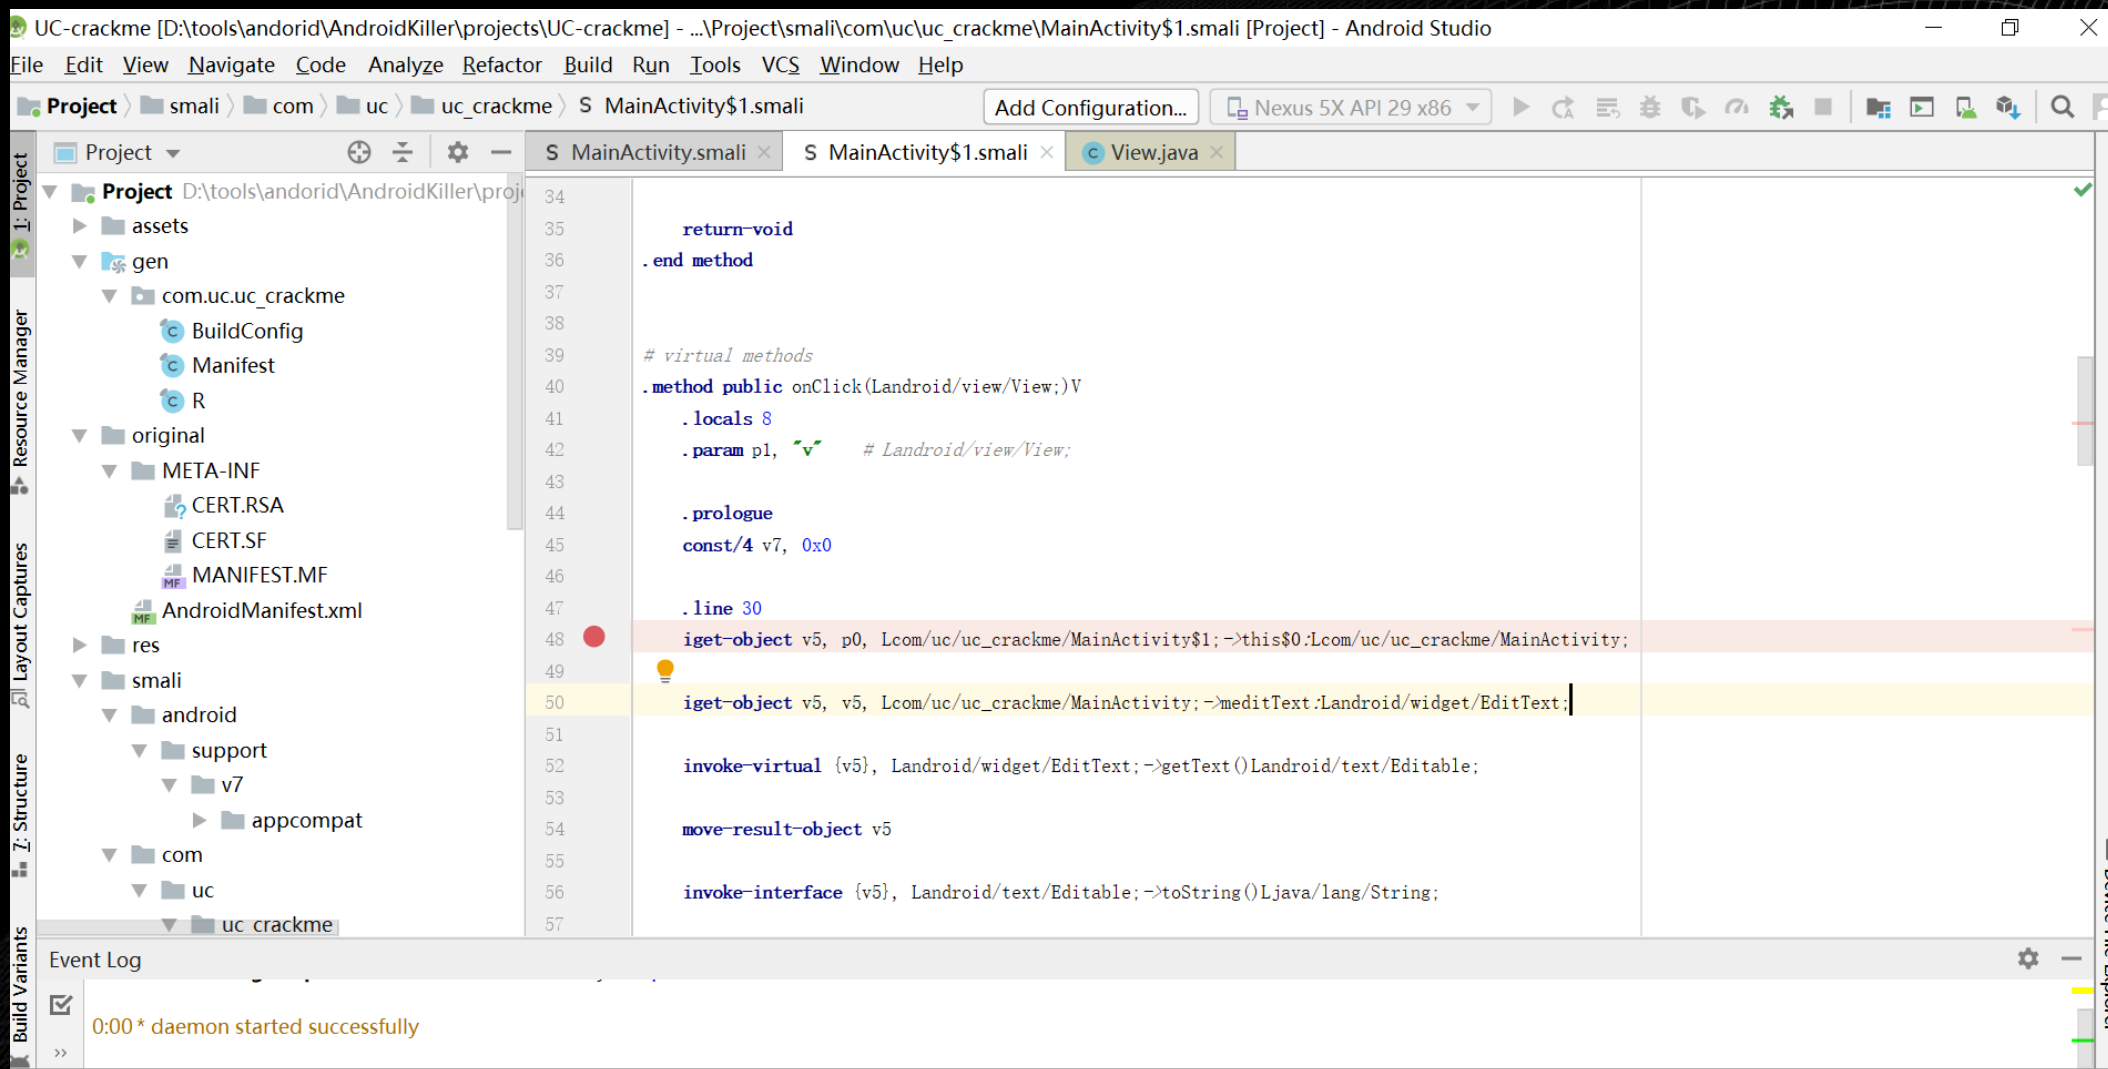 UC-crackme [D:\tools\andorid\AndroidKiller\projects\UC-crackme] - ...\Project\smali\com\uc\uc_crackme\MainActivity$1.smali [Project] - Android Studio
File Edit View Navigate Code Analyze Refactor Build Run Tools VCS Window Help
Project smali com uc uc_crackme S MainActivity$1.smali Add Configuration... Nexus 5X API 29 x86
Project
S MainActivity.smali S MainActivity$1.smali C View.java
1: Project
Resource Manager
Layout Captures
7: Structure
Build Variants
Project D:\tools\andorid\AndroidKiller\proje
assets
gen
com.uc.uc_crackme
C BuildConfig
C Manifest
C R
original
META-INF
CERT.RSA
CERT.SF
MF MANIFEST.MF
MF AndroidManifest.xml
res
smali
android
support
v7
appcompat
com
uc
uc_crackme
34
35 return-void
36 .end method
37
38
39 # virtual methods
40 .method public onClick(Landroid/view/View;)V
41 .locals 8
42 .param p1, "v" # Landroid/view/View;
43
44 .prologue
45 const/4 v7, 0x0
46
47 .line 30
48 iget-object v5, p0, Lcom/uc/uc_crackme/MainActivity$1;->this$0:Lcom/uc/uc_crackme/MainActivity;
49
50 iget-object v5, v5, Lcom/uc/uc_crackme/MainActivity;->meditText:Landroid/widget/EditText;
51
52 invoke-virtual {v5}, Landroid/widget/EditText;->getText()Landroid/text/Editable;
53
54 move-result-object v5
55
56 invoke-interface {v5}, Landroid/text/Editable;->toString()Ljava/lang/String;
57
Event Log
0:00 * daemon started successfully
Device File Explorer